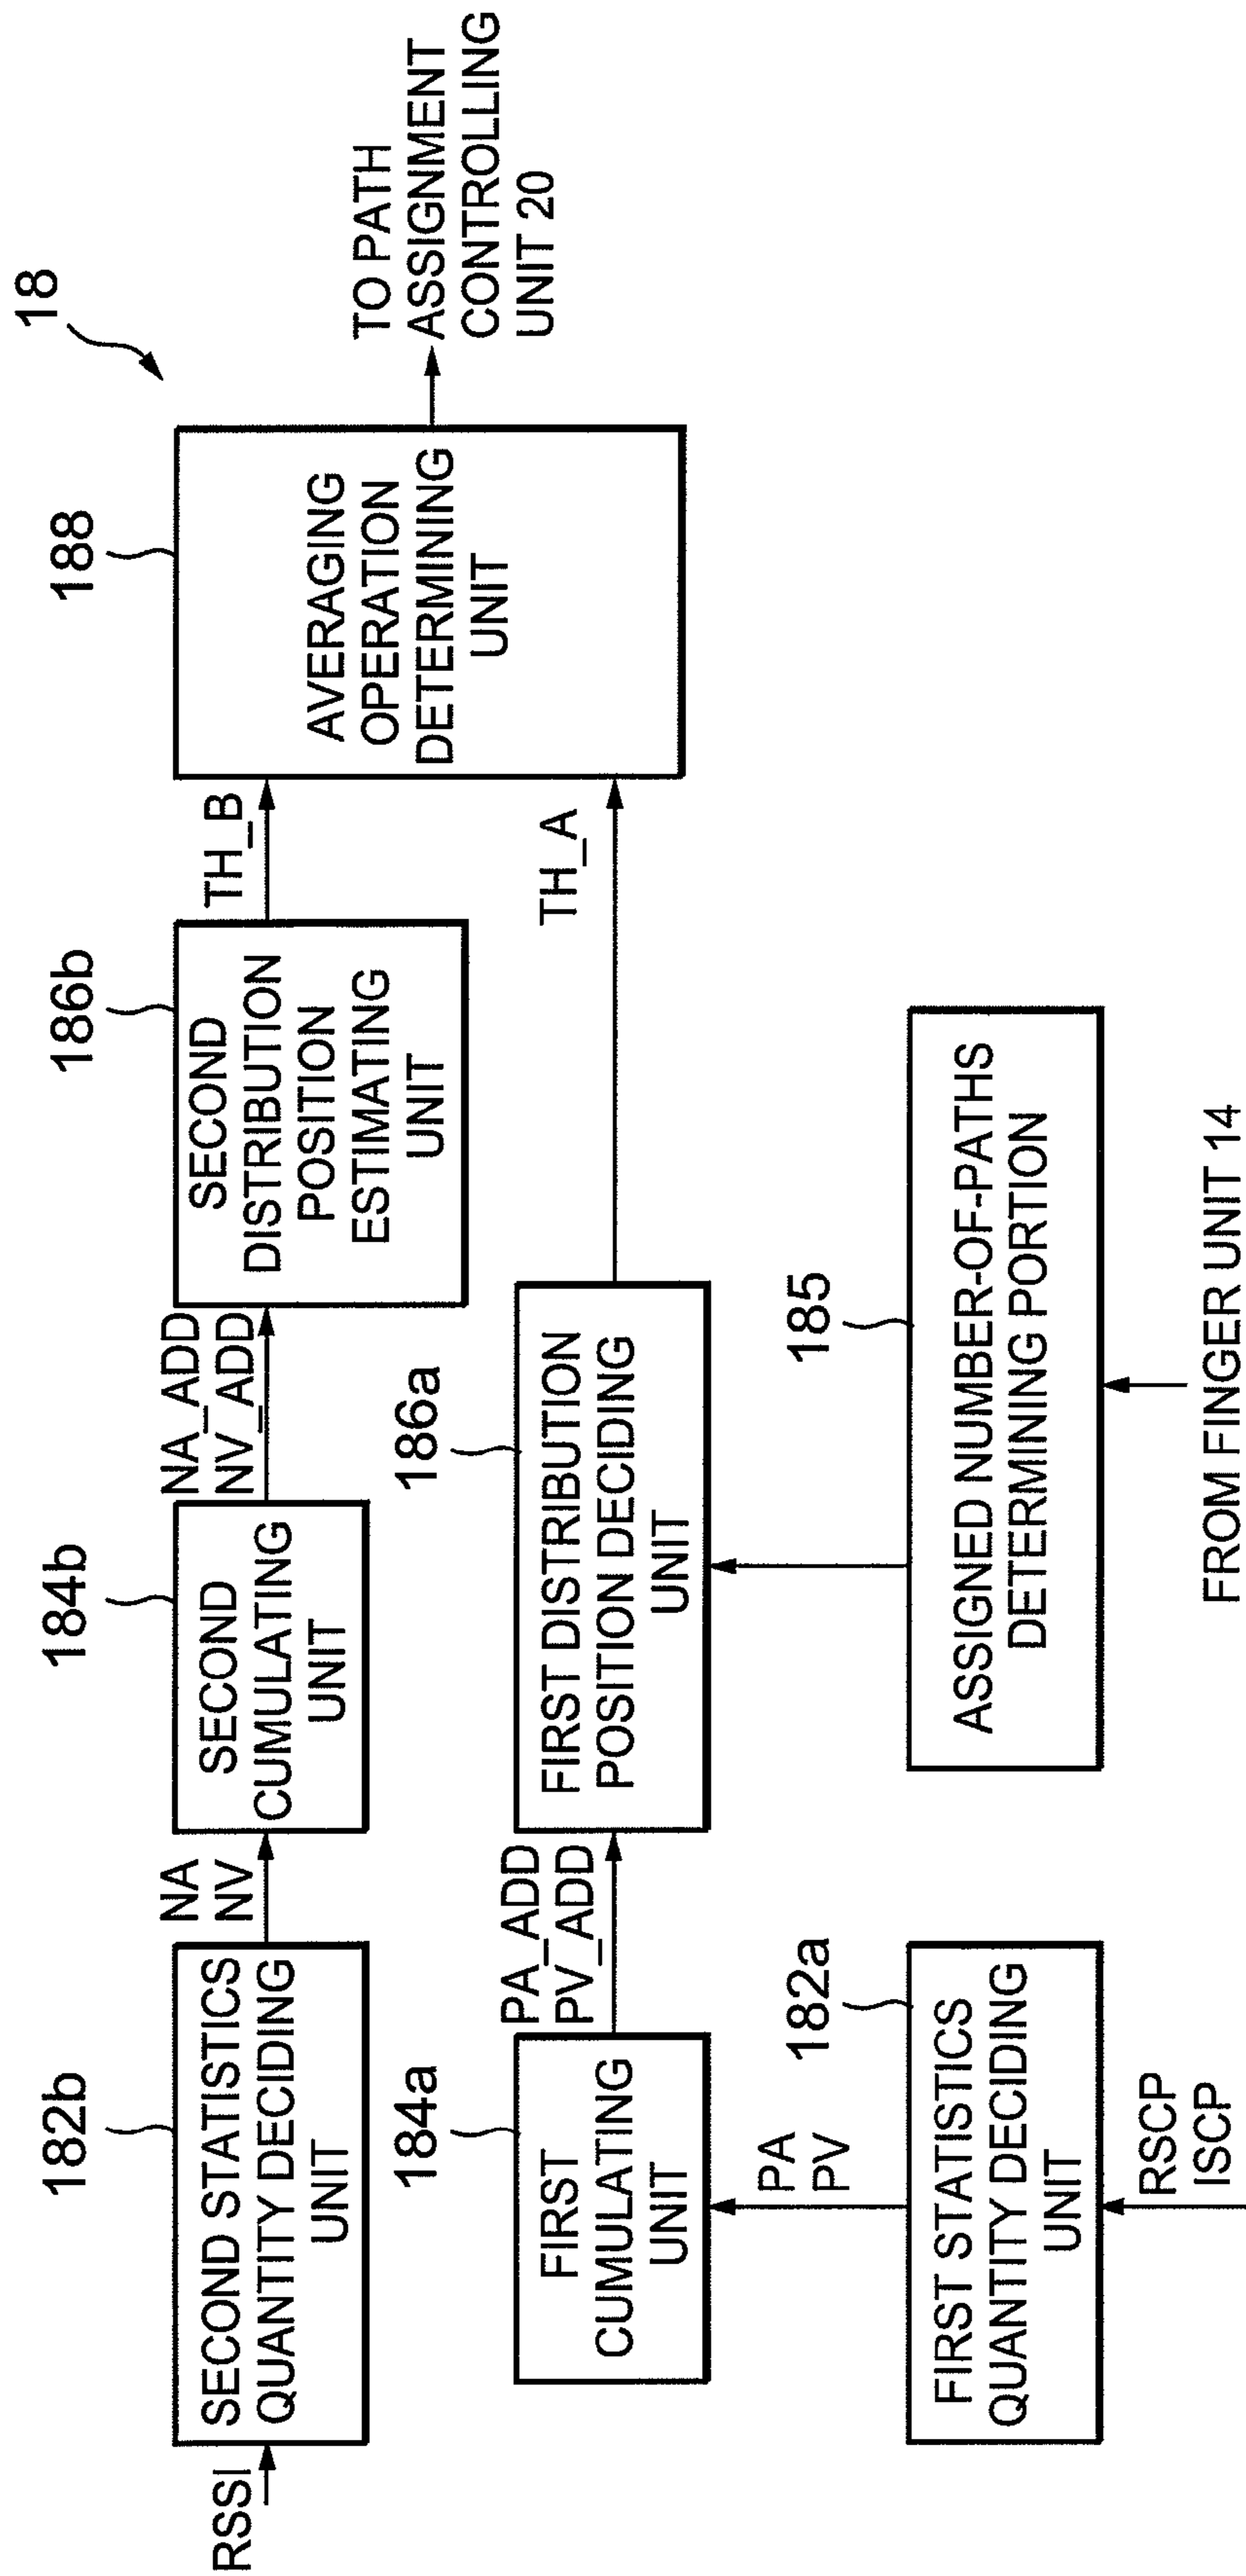 18
188
AVERAGING
OPERATION
DETERMINING
UNIT
TO PATH
ASSIGNMENT
CONTROLLING
UNIT 20
TH_B
TH_A
186b
SECOND
DISTRIBUTION
POSITION
ESTIMATING
UNIT
NA_ADD
NV_ADD
184b
SECOND
CUMULATING
UNIT
NA
NV
182b
SECOND STATISTICS
QUANTITY DECIDING
UNIT
RSSI
186a
FIRST DISTRIBUTION
POSITION DECIDING
UNIT
PA_ADD
PV_ADD
184a
FIRST
CUMULATING
UNIT
PA
PV
182a
FIRST STATISTICS
QUANTITY DECIDING
UNIT
RSCP
ISCP
185
ASSIGNED NUMBER-OF-PATHS
DETERMINING PORTION
FROM FINGER UNIT 14